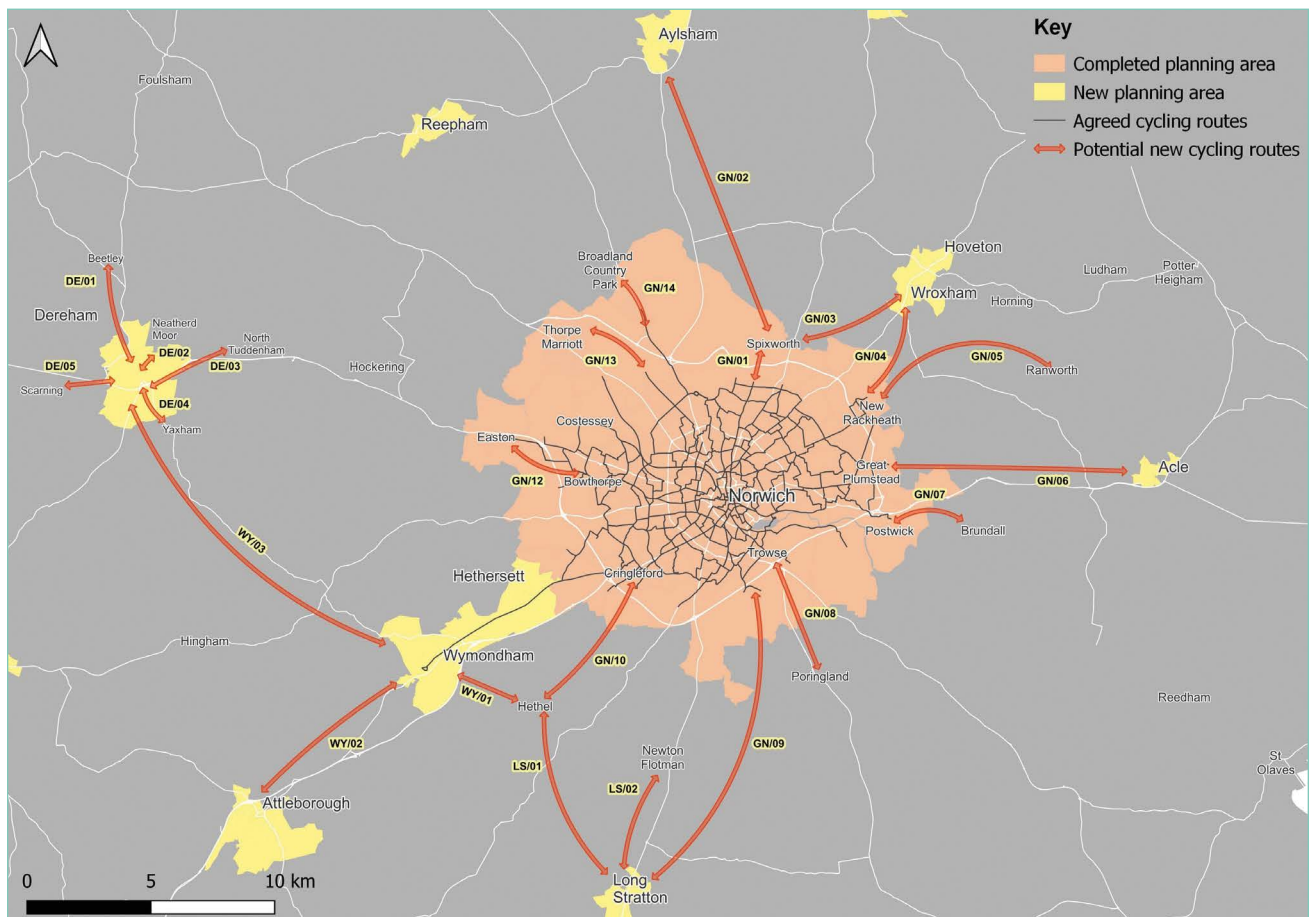 Key
Completed planning area
New planning area
Agreed cycling routes
Potential new cycling routes
Aylsham
Foulsham
Reepham
GN/02
Hoveton
Broadland
Country
Park
Beetley
DE/01
GN/14
Ludham
Potter
Heigham
Wroxham
Horning
Dereham
Neatherd
Moor
Thorpe
Marriott
GN/03
North
Tuddenham
DE/02
Spixworth
GN/04
GN/05
DE/05
DE/03
GN/13
GN/01
Hockering
Ranworth
Scarning
DE/04
New
Rackheath
Yaxham
Costessey
Easton
Great
Plumstead
Acle
GN/12
Bowthorpe
GN/06
Norwich
GN/07
Postwick
Brundall
WY/03
Trowse
Hethersett
Cringleford
GN/08
Hingham
Wymondham
GN/10
Poringland
WY/01
Hethel
Reedham
WY/02
GN/09
Newton
Flotman
LS/01
St
Olaves
LS/02
Attleborough
Long
Stratton
0
5
10 km